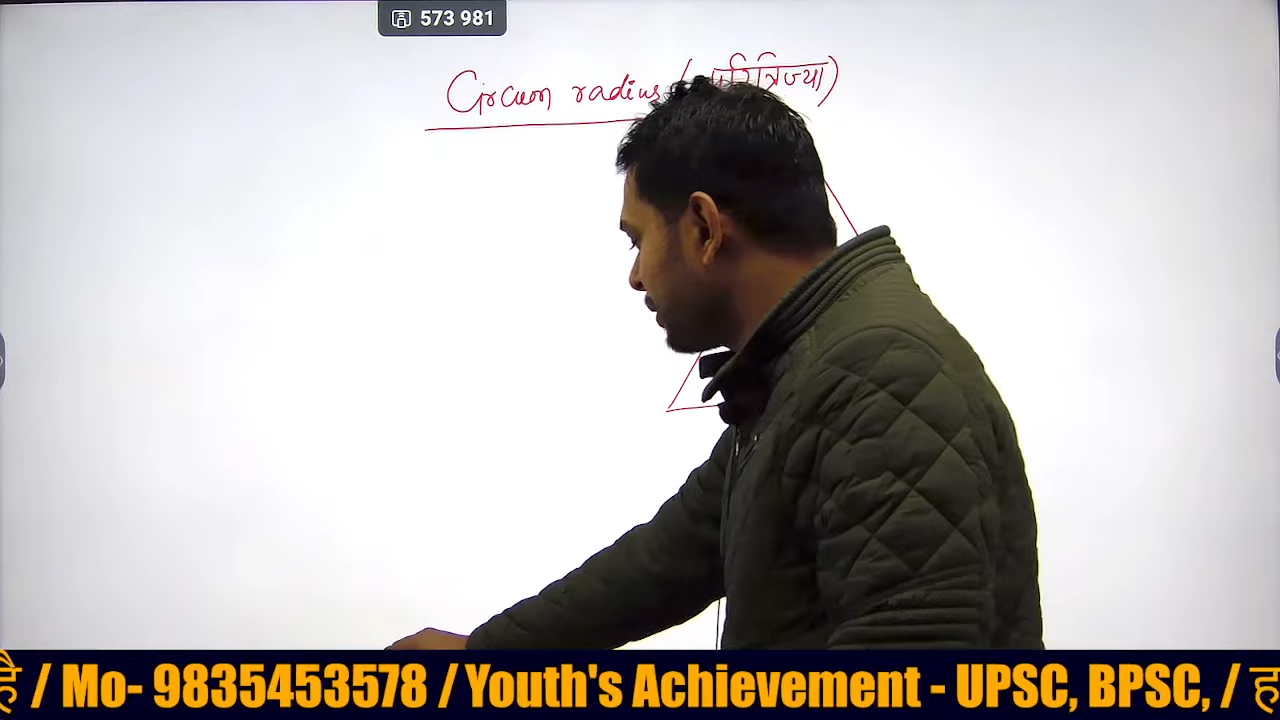 573 981
Circum radius (परित्रिज्या)
है / Mo- 9835453578 / Youth's Achievement - UPSC, BPSC, / ह